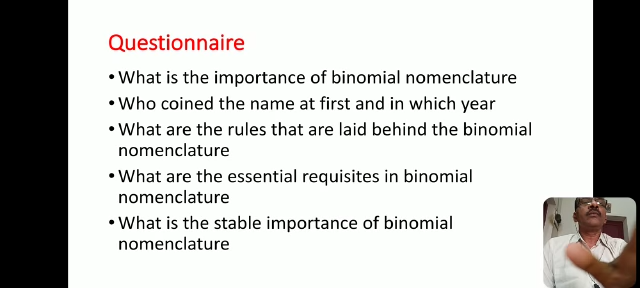 Questionnaire
• What is the importance of binomial nomenclature
• Who coined the name at first and in which year
• What are the rules that are laid behind the binomial
nomenclature
• What are the essential requisites in binomial
nomenclature
• What is the stable importance of binomial
nomenclature